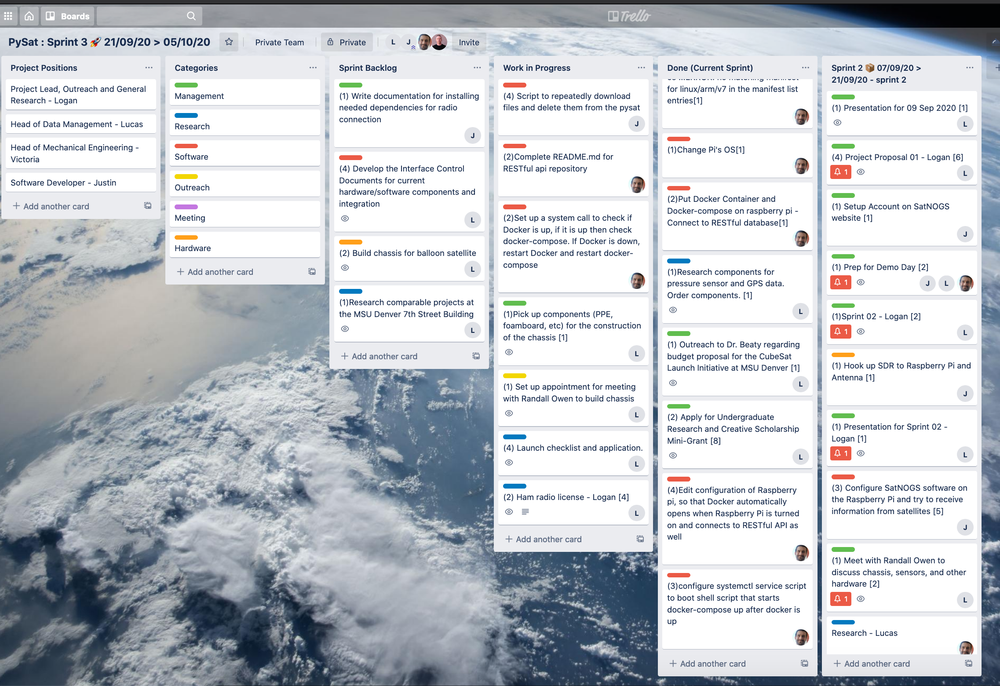 Boards
Trello
PySat : Sprint 3 🚀 21/09/20 > 05/10/20
Private Team
Private
L
J
Invite
Project Positions
Project Lead, Outreach and General
Research - Logan
Head of Data Management - Lucas
Head of Mechanical Engineering -
Victoria
Software Developer - Justin
+ Add another card
Categories
Management
Research
Software
Outreach
Meeting
Hardware
+ Add another card
Sprint Backlog
(1) Write documentation for installing
needed dependencies for radio
connection
J
(4) Develop the Interface Control
Documents for current
hardware/software components and
integration
L
(2) Build chassis for balloon satellite
L
(1)Research comparable projects at
the MSU Denver 7th Street Building
L
+ Add another card
Work in Progress
(4) Script to repeatedly download
files and delete them from the pysat
J
(2)Complete README.md for
RESTful api repository
(2)Set up a system call to check if
Docker is up, if it is up then check
docker-compose. If Docker is down,
restart Docker and restart docker-
compose
(1)Pick up components (PPE,
foamboard, etc) for the construction
of the chassis [1]
L
(1) Set up appointment for meeting
with Randall Owen to build chassis
L
(4) Launch checklist and application.
L
(2) Ham radio license - Logan [4]
L
+ Add another card
Done (Current Sprint)
for linux/arm/v7 in the manifest list
entries[1]
(1)Change Pi's OS[1]
(2)Put Docker Container and
Docker-compose on raspberry pi -
Connect to RESTful database[1]
(1)Research components for
pressure sensor and GPS data.
Order components. [1]
L
(1) Outreach to Dr. Beaty regarding
budget proposal for the CubeSat
Launch Initiative at MSU Denver [1]
L
(2) Apply for Undergraduate
Research and Creative Scholarship
Mini-Grant [8]
L
(4)Edit configuration of Raspberry
pi, so that Docker automatically
opens when Raspberry Pi is turned
on and connects to RESTful API as
well
(3)configure systemctl service script
to boot shell script that starts
docker-compose up after docker is
up
+ Add another card
Sprint 2 📦 07/09/20 >
21/09/20 - sprint 2
(1) Presentation for 09 Sep 2020 [1]
L
(4) Project Proposal 01 - Logan [6]
1
L
(1) Setup Account on SatNOGS
website [1]
J
(1) Prep for Demo Day [2]
1
J
L
(1)Sprint 02 - Logan [2]
1
L
(1) Hook up SDR to Raspberry Pi and
Antenna [1]
J
(1) Presentation for Sprint 02 -
Logan [1]
1
L
(3) Configure SatNOGS software on
the Raspberry Pi and try to receive
information from satellites [5]
J
(1) Meet with Randall Owen to
discuss chassis, sensors, and other
hardware [2]
1
L
Research - Lucas
+ Add another card